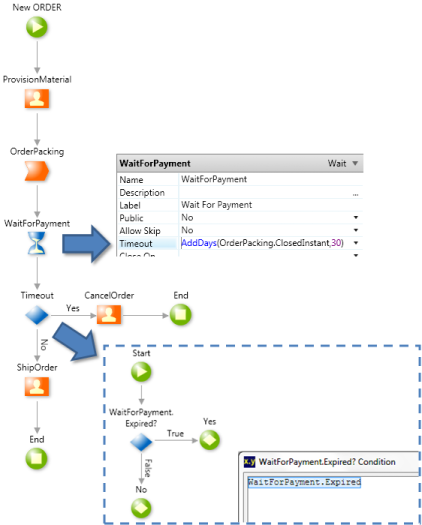 New ORDER
ProvisionMaterial
OrderPacking
WaitForPayment
WaitForPayment Wait
Name WaitForPayment
Description ...
Label Wait For Payment
Public No
Allow Skip No
Timeout AddDays(OrderPacking.ClosedInstant,30)
Close On
Timeout
Yes
CancelOrder
End
No
ShipOrder
End
Start
WaitForPayment.
Expired?
True
Yes
False
No
x.y WaitForPayment.Expired? Condition
WaitForPayment.Expired